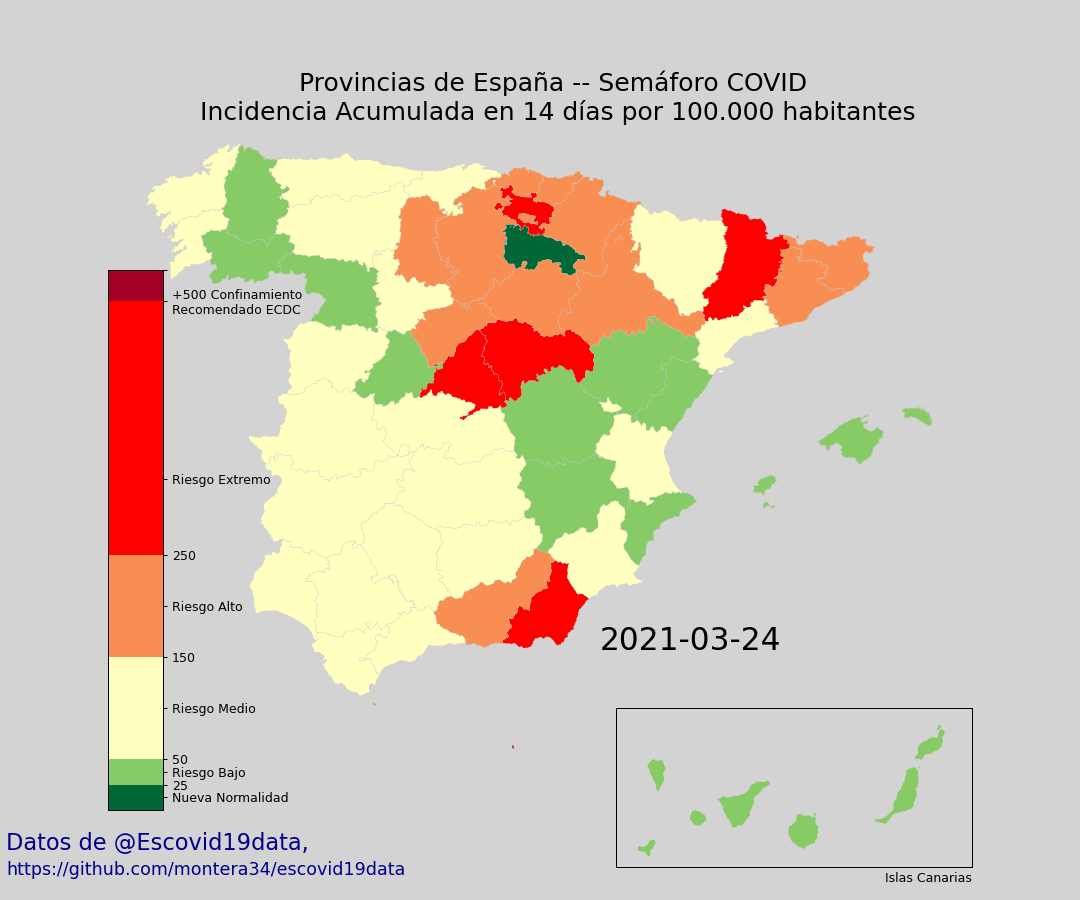 Provincias de España -- Semáforo COVID
Incidencia Acumulada en 14 días por 100.000 habitantes
+500 Confinamiento
Recomendado ECDC
Riesgo Extremo
250
Riesgo Alto
150
Riesgo Medio
50
Riesgo Bajo
25
Nueva Normalidad
2021-03-24
Islas Canarias
Datos de @Escovid19data,
https://github.com/montera34/escovid19data